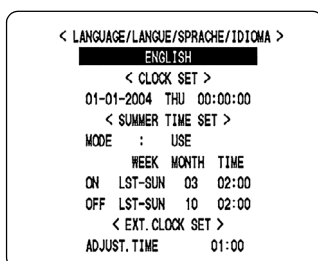 < LANGUAGE/LANGUE/SPRACHE/IDIOMA >
ENGLISH
< CLOCK SET >
01-01-2004 THU 00:00:00
< SUMMER TIME SET >
MODE : USE
WEEK MONTH TIME
ON LST-SUN 03 02:00
OFF LST-SUN 10 02:00
< EXT.CLOCK SET >
ADJUST.TIME 01:00